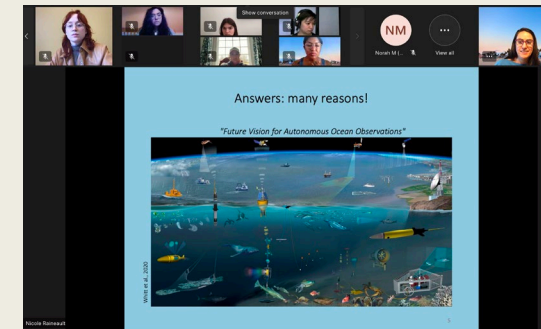 Show conversation
NM
Norah M (...
View all
Answers: many reasons!
"Future Vision for Autonomous Ocean Observations"
Whitt et al., 2020
5
Nicole Raineault